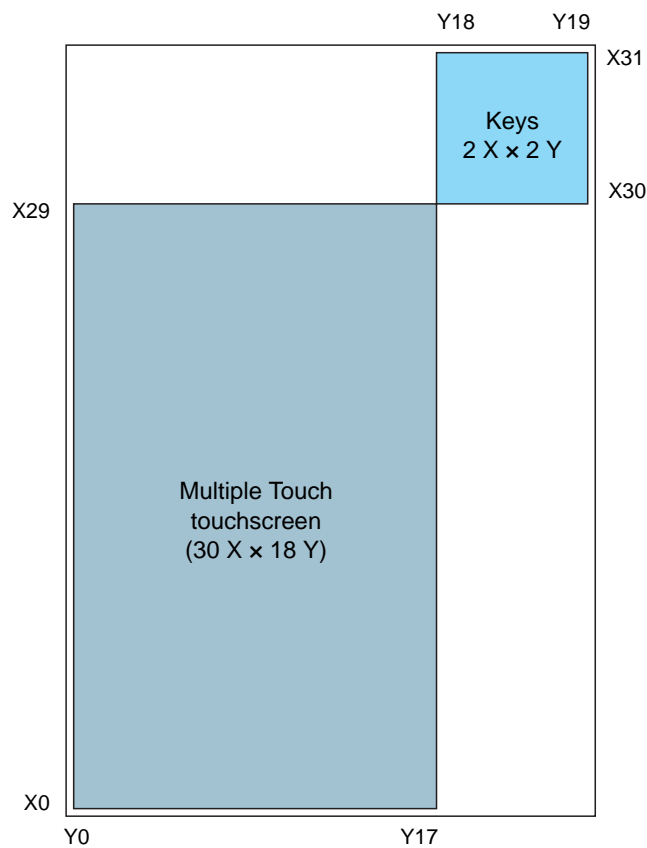 Y18 Y19
X31
Keys
2 X × 2 Y
X30
X29
Multiple Touch
touchscreen
(30 X × 18 Y)
X0
Y0 Y17